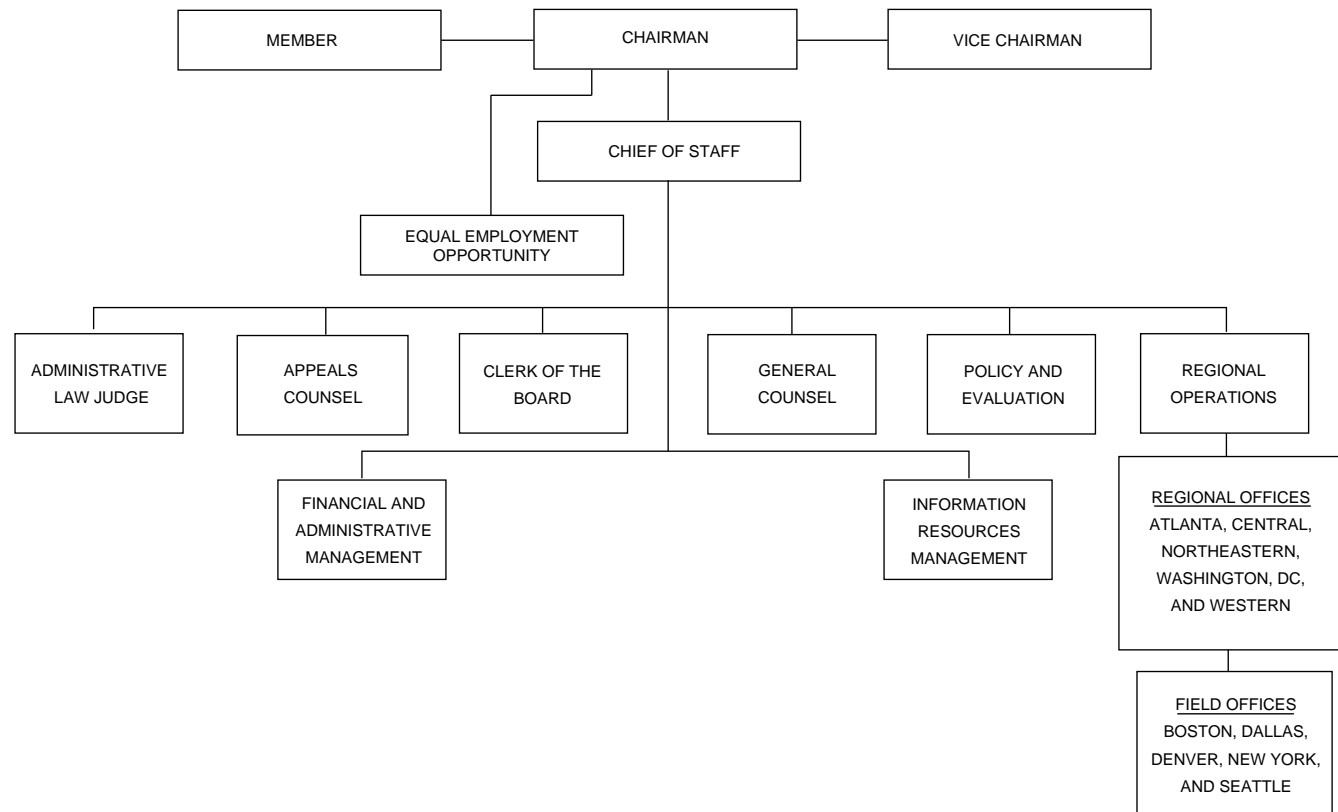 MEMBER
CHAIRMAN
VICE CHAIRMAN
CHIEF OF STAFF
EQUAL EMPLOYMENT
OPPORTUNITY
ADMINISTRATIVE
LAW JUDGE
APPEALS
COUNSEL
CLERK OF THE
BOARD
GENERAL
COUNSEL
POLICY AND
EVALUATION
REGIONAL
OPERATIONS
FINANCIAL AND
ADMINISTRATIVE
MANAGEMENT
INFORMATION
RESOURCES
MANAGEMENT
REGIONAL OFFICES
ATLANTA, CENTRAL,
NORTHEASTERN,
WASHINGTON, DC,
AND WESTERN
FIELD OFFICES
BOSTON, DALLAS,
DENVER, NEW YORK,
AND SEATTLE